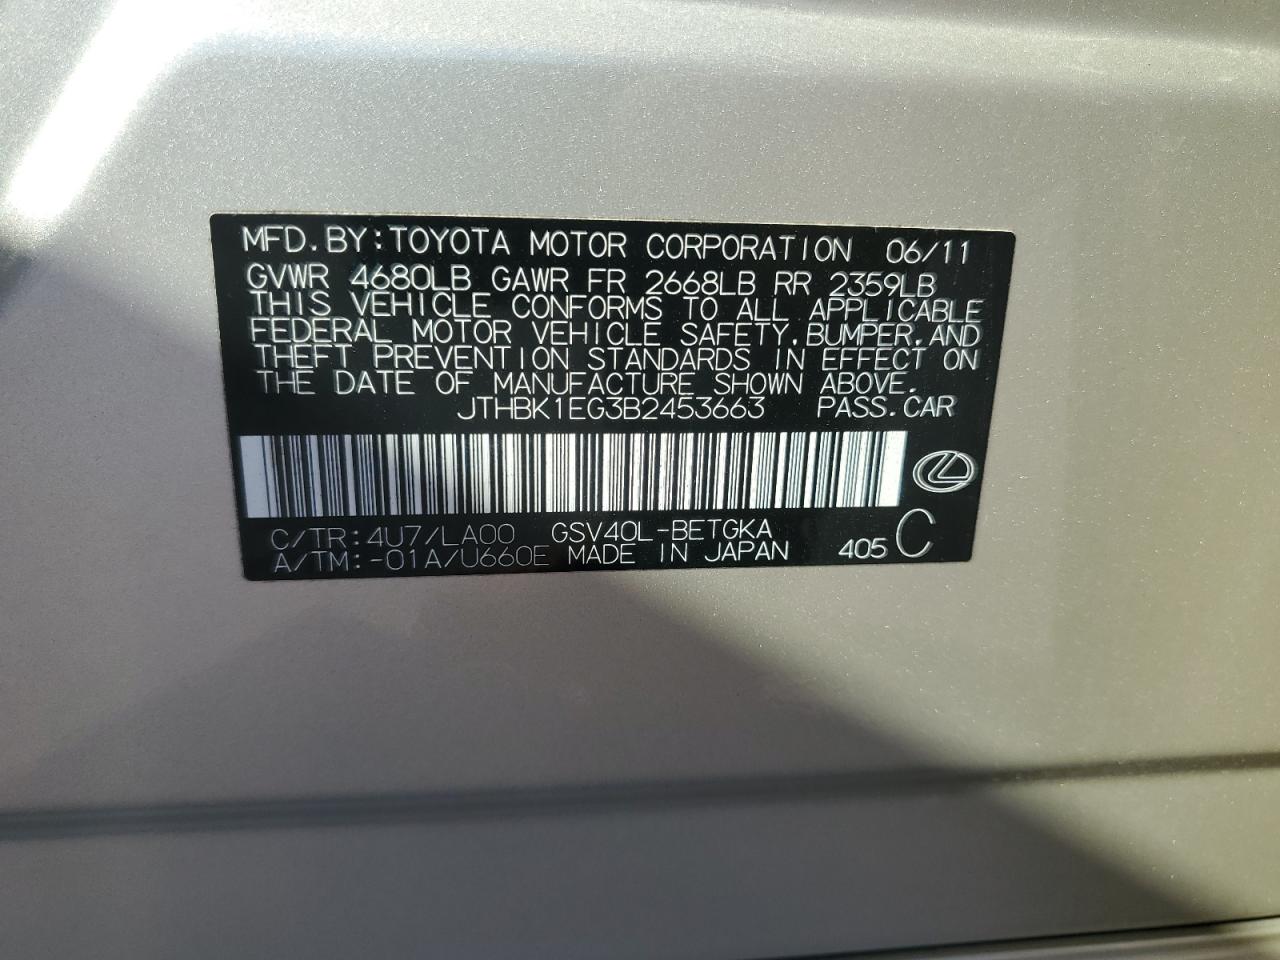 MFD.BY:TOYOTA MOTOR CORPORATION 06/11
GVWR 4680LB GAWR FR 2668LB RR 2359LB
THIS VEHICLE CONFORMS TO ALL APPLICABLE
FEDERAL MOTOR VEHICLE SAFETY,BUMPER,AND
THEFT PREVENTION STANDARDS IN EFFECT ON
THE DATE OF MANUFACTURE SHOWN ABOVE.
JTHBK1EG3B2453663 PASS.CAR
C/TR:4U7/LA00 GSV40L-BETGKA
A/TM:-01A/U660E MADE IN JAPAN 405 C